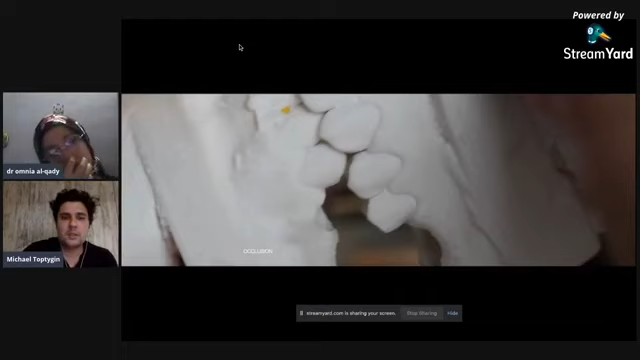 Powered by
StreamYard
dr omnia al-qady
Michael Toptygin
OCCLUSION
streamyard.com is sharing your screen.
Stop Sharing
Hide